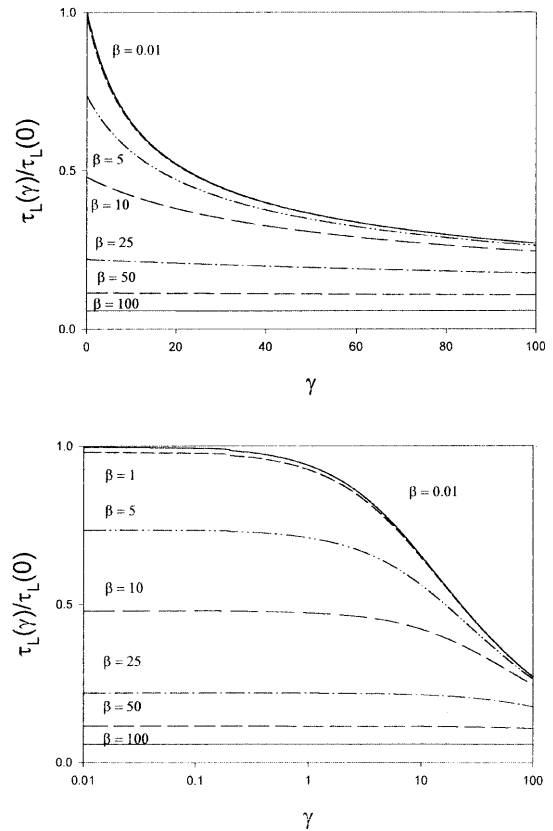 1.0
β = 0.01
τL(γ)/τL(0)
0.5
β = 5
β = 10
β = 25
β = 50
β = 100
0.0
0 20 40 60 80 100
γ
1.0
β = 1
β = 0.01
β = 5
τL(γ)/τL(0)
0.5
β = 10
β = 25
β = 50
β = 100
0.0
0.01 0.1 1 10 100
γ